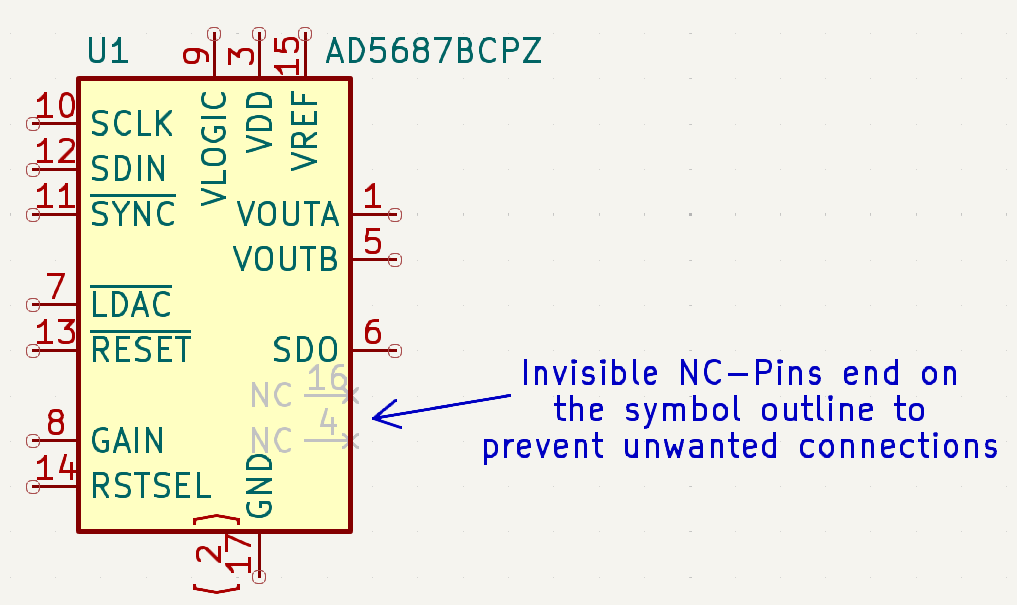 U1
AD5687BCPZ
9
3
15
VLOGIC
VDD
VREF
10
SCLK
12
SDIN
11
SYNC
1
VOUTA
5
VOUTB
7
LDAC
13
RESET
6
SDO
16
NC
4
NC
8
GAIN
14
RSTSEL
GND
(2)
17
Invisible NC-Pins end on
the symbol outline to
prevent unwanted connections